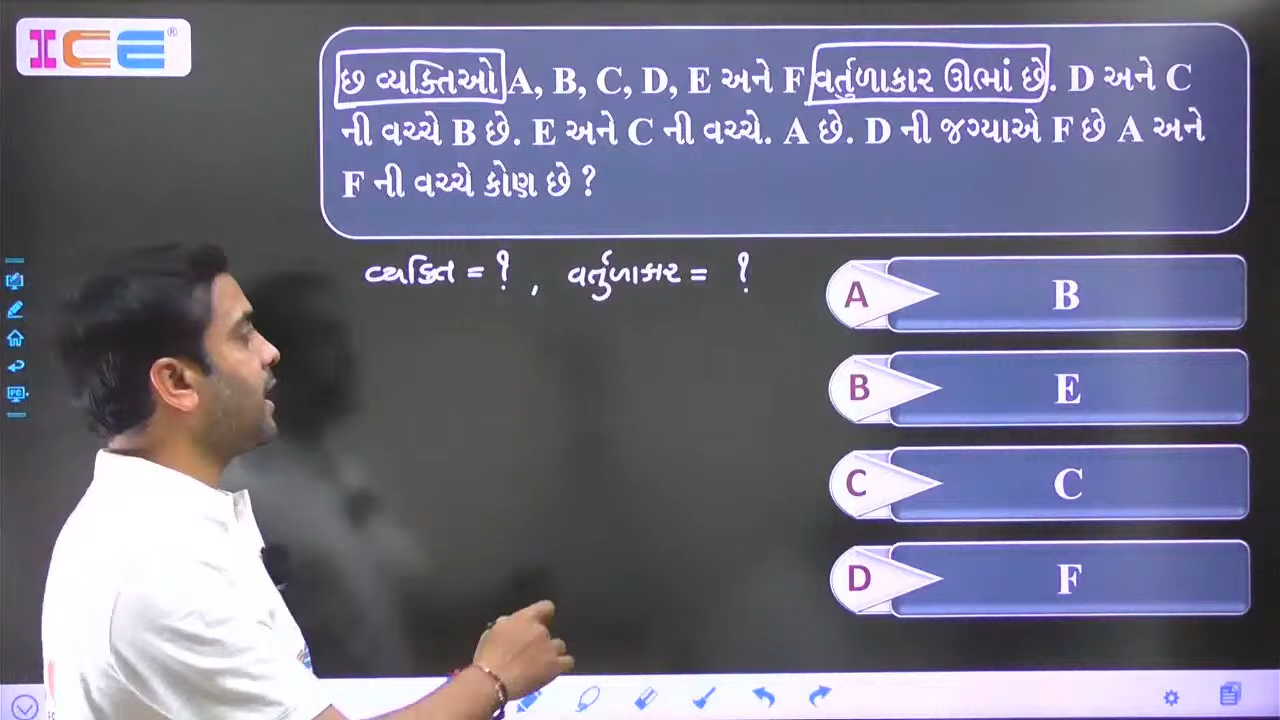 ICE®
છ વ્યક્તિઓ A, B, C, D, E અને F વર્તુળાકાર ઊભાં છે. D અને C
ની વચ્ચે B છે. E અને C ની વચ્ચે. A છે. D ની જગ્યાએ F છે A અને
F ની વચ્ચે કોણ છે ?
વ્યક્તિ = ? , વર્તુળાકાર = ?
A B
B E
C C
D F